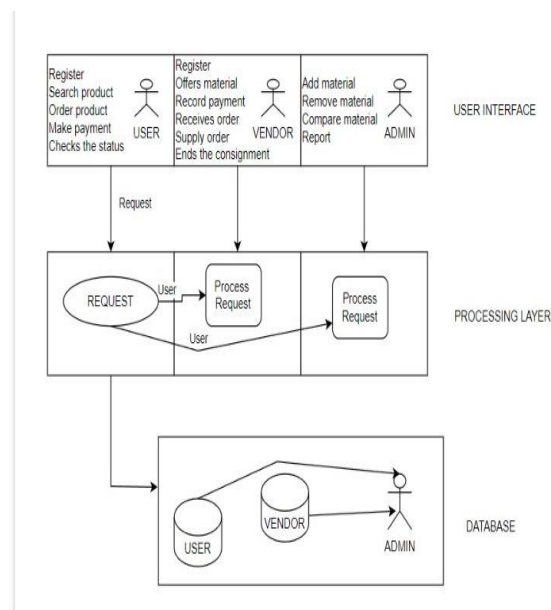 Register
Search product
Order product
Make payment
Checks the status
USER
Register
Offers material
Record payment
Receives order
Supply order
Ends the consignment
VENDOR
Add material
Remove material
Compare material
Report
ADMIN
USER INTERFACE
Request
REQUEST
User
Process
Request
User
Process
Request
PROCESSING LAYER
USER
VENDOR
ADMIN
DATABASE